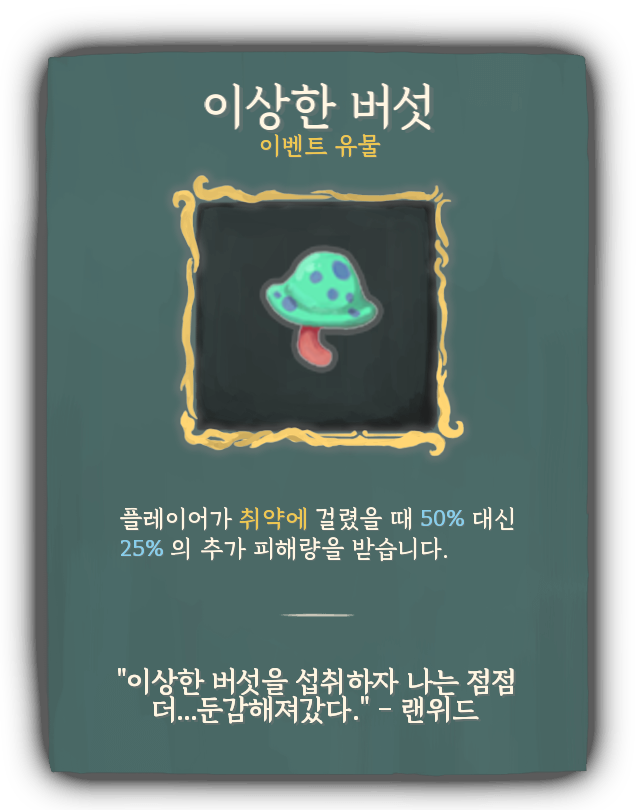 이상한 버섯
이벤트 유물
플레이어가 취약에 걸렸을 때 50% 대신
25% 의 추가 피해량을 받습니다.
"이상한 버섯을 섭취하자 나는 점점
더...둔감해져갔다." - 랜위드